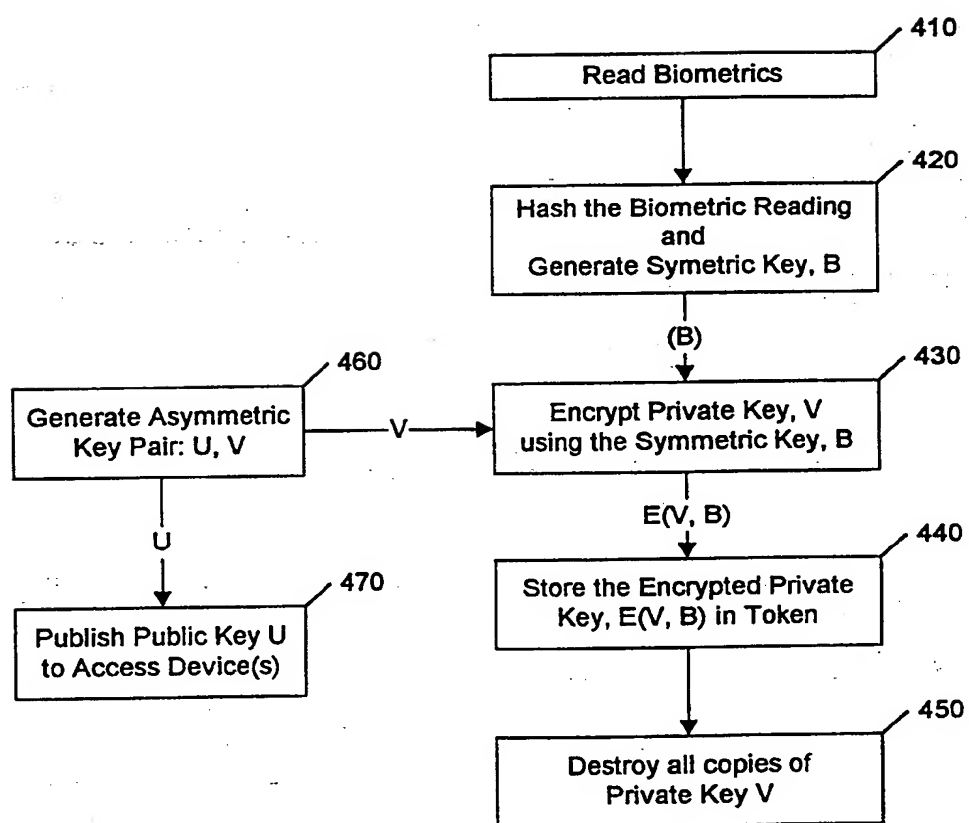 410
Read Biometrics
420
Hash the Biometric Reading
and
Generate Symetric Key, B
(B)
460
430
Generate Asymmetric
Key Pair: U, V
V
Encrypt Private Key, V
using the Symmetric Key, B
U
E(V, B)
440
470
Store the Encrypted Private
Key, E(V, B) in Token
Publish Public Key U
to Access Device(s)
450
Destroy all copies of
Private Key V